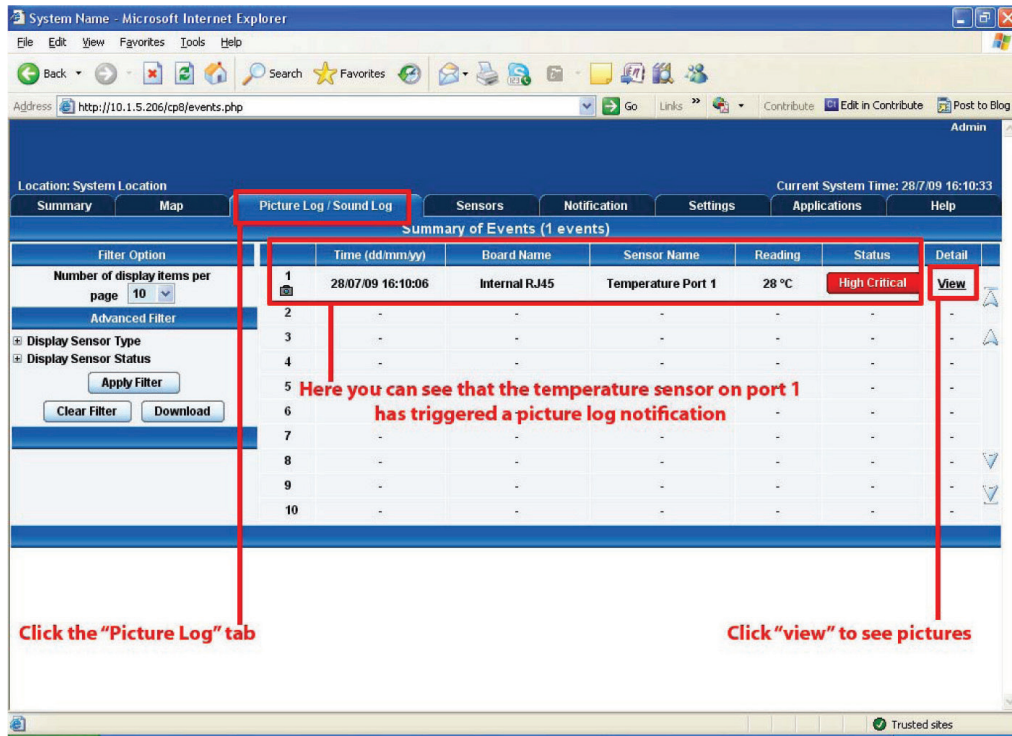 System Name - Microsoft Internet Explorer
File Edit View Favorites Tools Help
Back Search Favorites
Address http://10.1.5.206/cp8/events.php Go Links » Contribute Edit in Contribute Post to Blog
Admin
Location: System Location Current System Time: 28/7/09 16:10:33
Summary Map Picture Log / Sound Log Sensors Notification Settings Applications Help
Summary of Events (1 events)
Filter Option
Number of display items per
page 10
Advanced Filter
Display Sensor Type
Display Sensor Status
Apply Filter
Clear Filter Download
Time (dd/mm/yy) Board Name Sensor Name Reading Status Detail
1 28/07/09 16:10:06 Internal RJ45 Temperature Port 1 28 °C High Critical View
2 - - - - - -
3 - - - - - -
4 - - - - - -
5 - -
6 - - - - - -
7 - - - - - -
8 - - - - - -
9 - - - - - -
10 - - - - - -
Here you can see that the temperature sensor on port 1
has triggered a picture log notification
Click the "Picture Log" tab
Click "view" to see pictures
Trusted sites